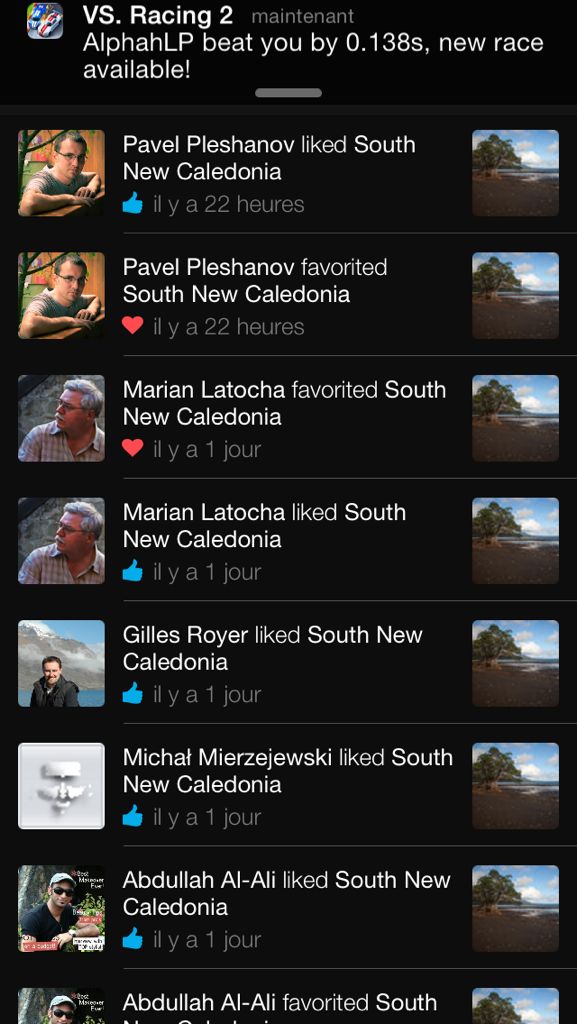 VS. Racing 2 maintenant
AlphahLP beat you by 0.138s, new race
available!
Pavel Pleshanov liked South
New Caledonia
il y a 22 heures
Pavel Pleshanov favorited
South New Caledonia
il y a 22 heures
Marian Latocha favorited South
New Caledonia
il y a 1 jour
Marian Latocha liked South
New Caledonia
il y a 1 jour
Gilles Royer liked South New
Caledonia
il y a 1 jour
Michał Mierzejewski liked South
New Caledonia
il y a 1 jour
Abdullah Al-Ali liked South New
Caledonia
il y a 1 jour
Abdullah Al-Ali favorited South